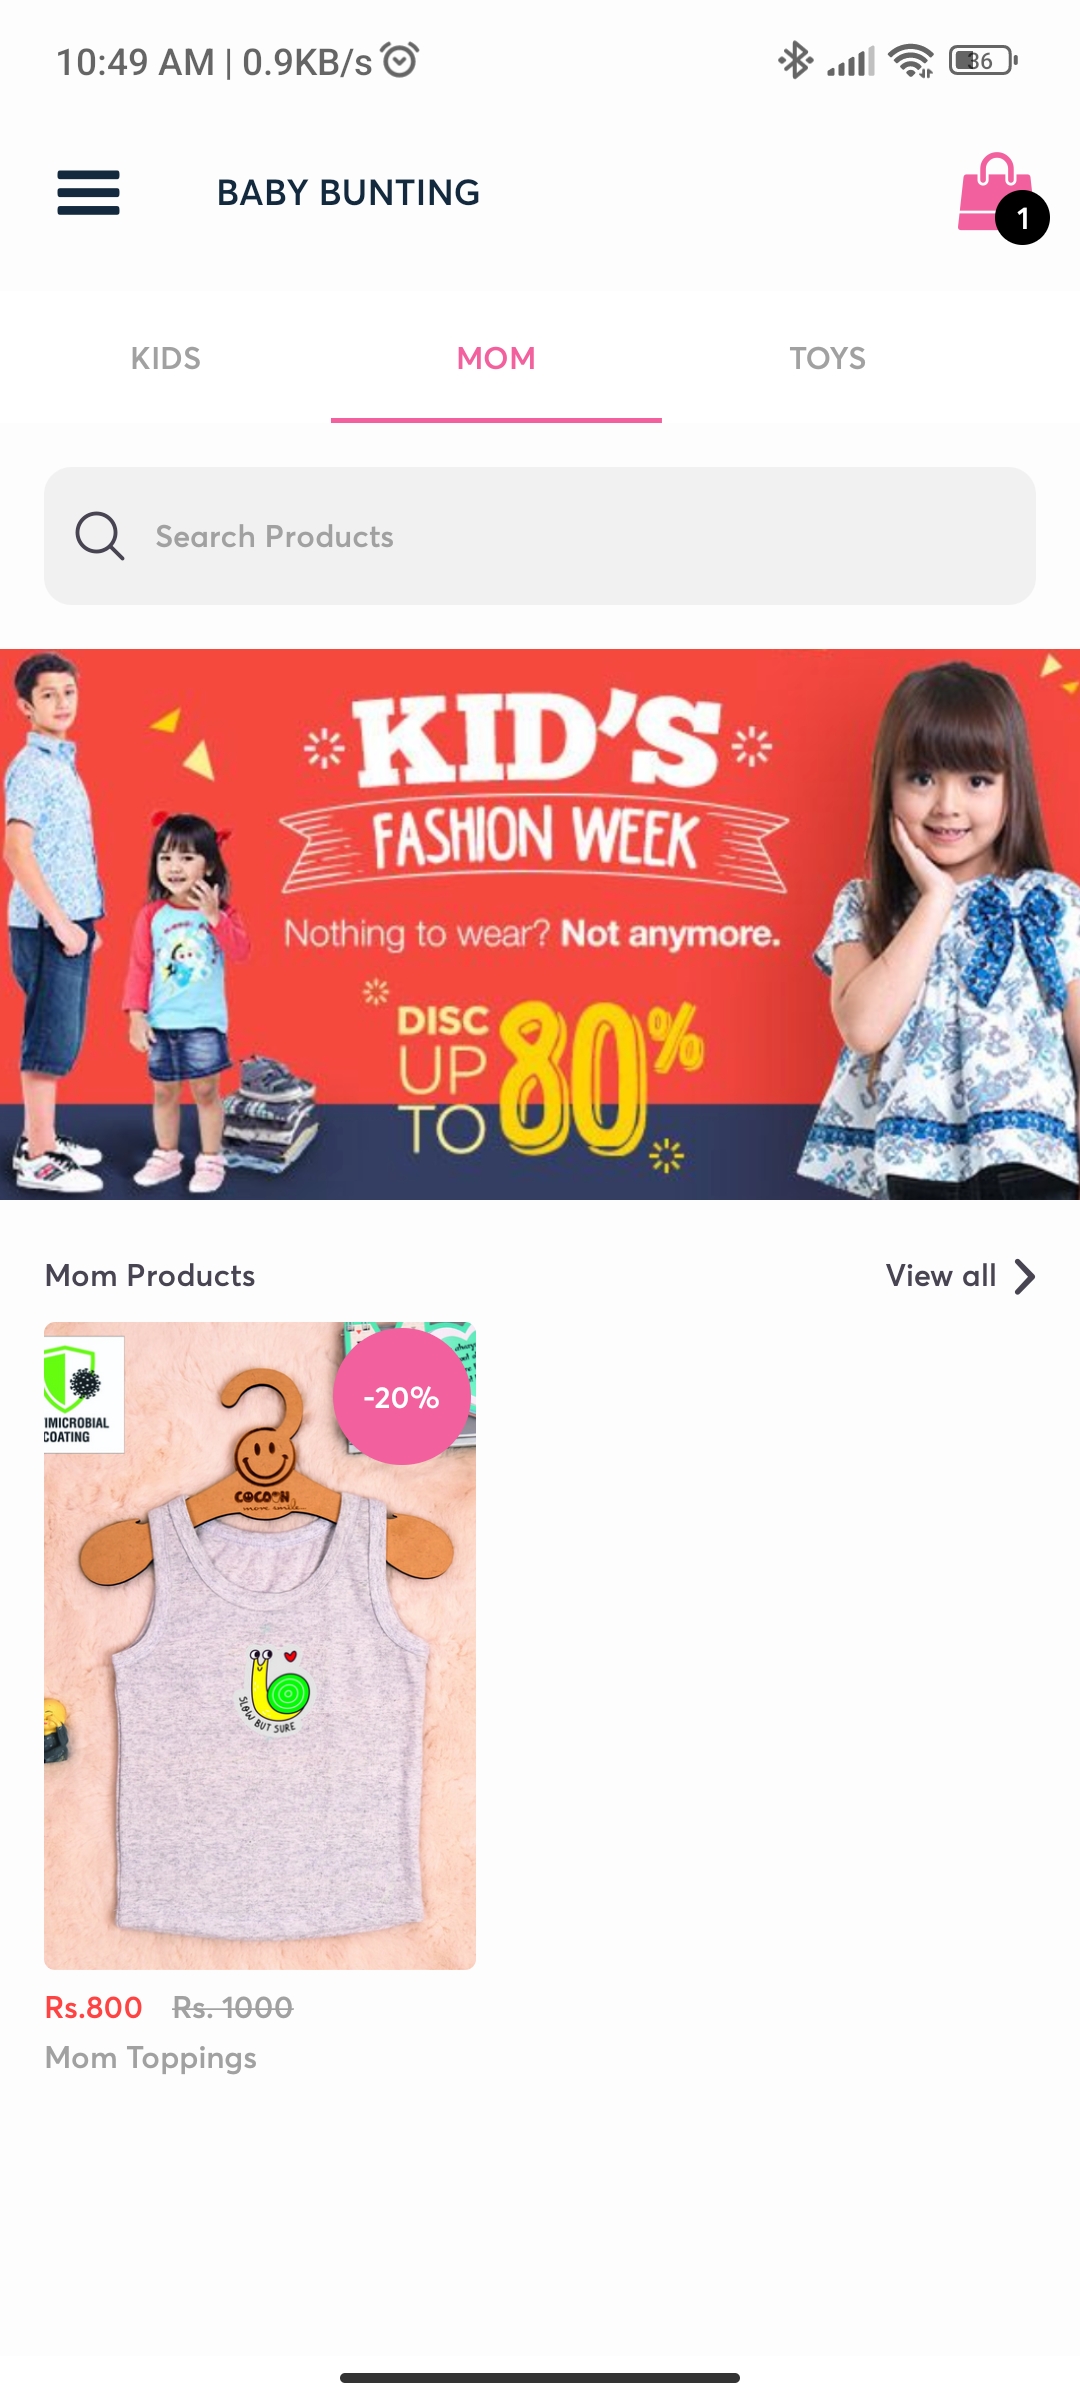 10:49 AM | 0.9KB/s
36
BABY BUNTING
1
KIDS
MOM
TOYS
Search Products
KID'S
FASHION WEEK
Nothing to wear? Not anymore.
DISC
UP
TO
80%
Mom Products
View all
-20%
IMICROBIAL
COATING
COCOON
more smile
SLOW BUT SURE
Rs.800
Rs. 1000
Mom Toppings